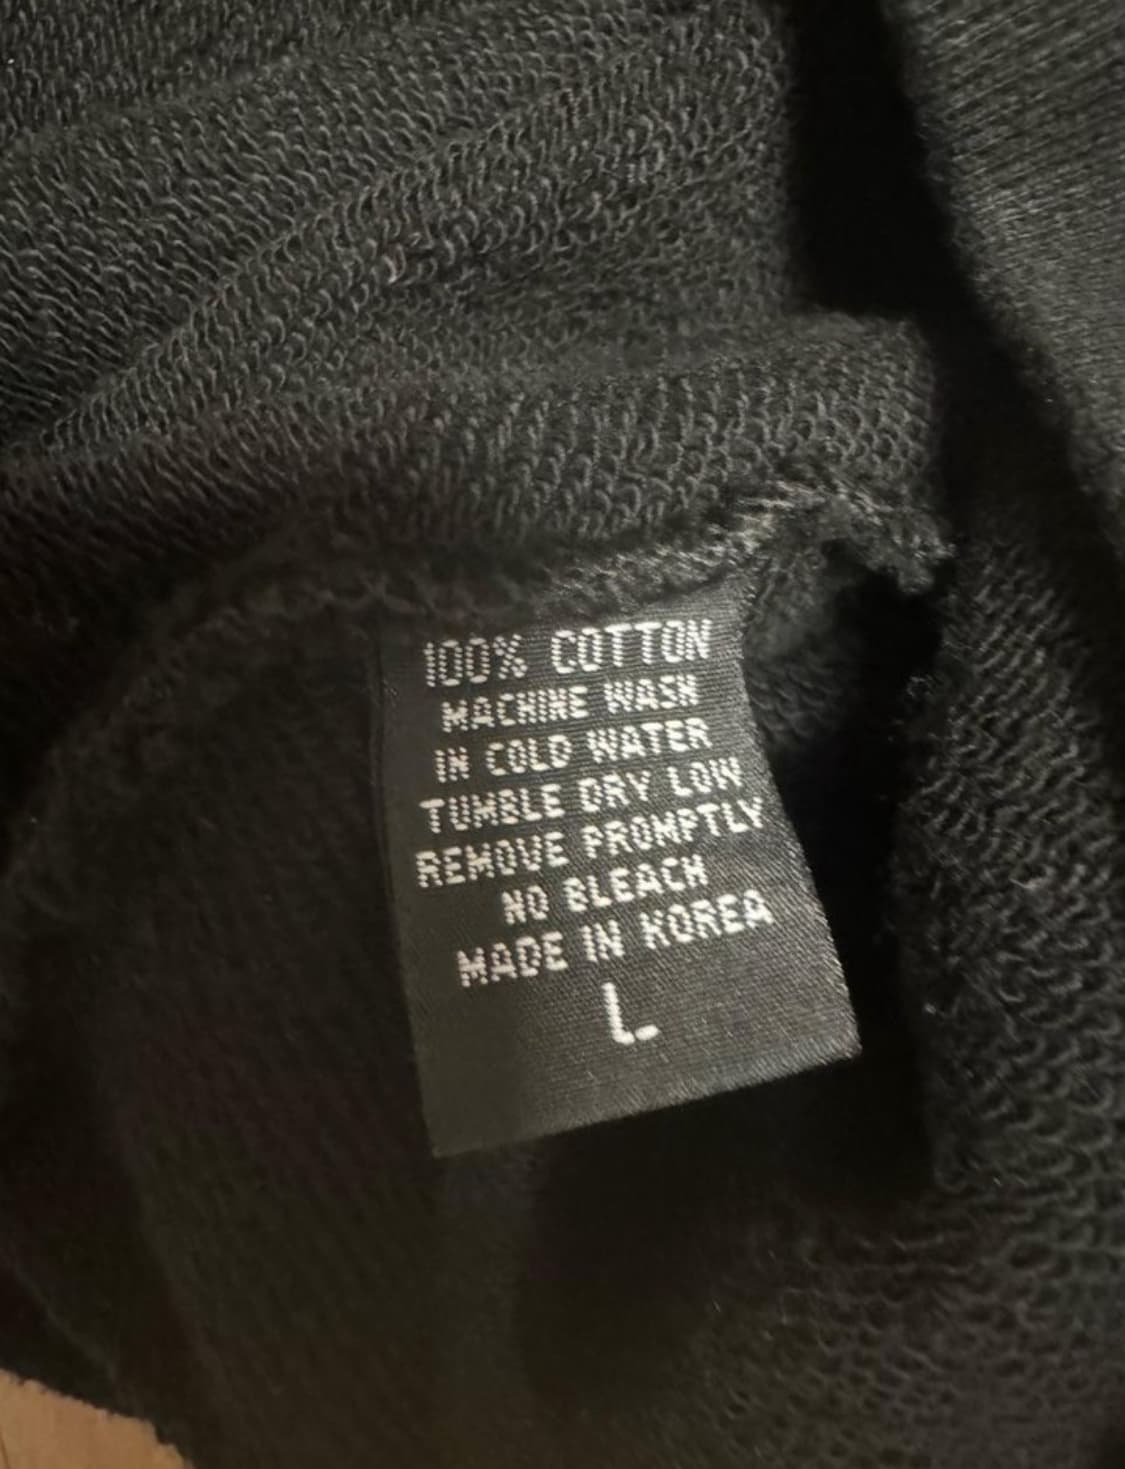 100% COTTON
MACHINE WASH
IN COLD WATER
TUMBLE DRY LOW
REMOVE PROMPTLY
NO BLEACH
MADE IN KOREA
L